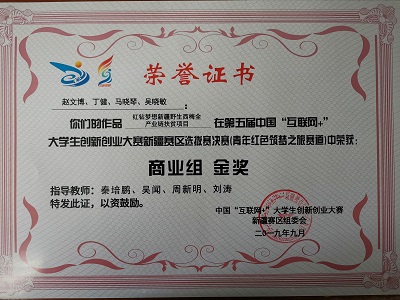 荣誉证书
赵文博、丁健、马晓琴、吴晓敏：
你们的作品 红钻梦想新疆野生西梅全产业链扶贫项目 在第五届中国“互联网+”
大学生创新创业大赛新疆赛区选拔赛决赛(青年红色筑梦之旅赛道)中荣获：
商业组 金奖
指导教师：秦培鹏、吴闻、周新明、刘涛
特发此证，以资鼓励。
中国“互联网+”大学生创新创业大赛
新疆赛区组委会
二〇一九年九月